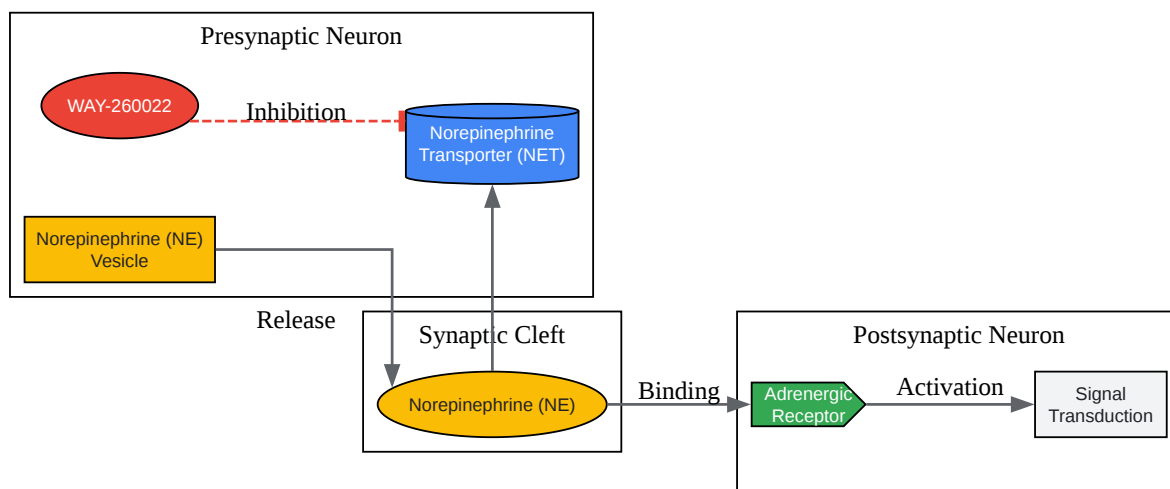 Presynaptic Neuron
WAY-260022
Inhibition
Norepinephrine
Transporter (NET)
Norepinephrine (NE)
Vesicle
Release
Synaptic Cleft
Norepinephrine (NE)
Binding
Postsynaptic Neuron
Adrenergic
Receptor
Activation
Signal
Transduction